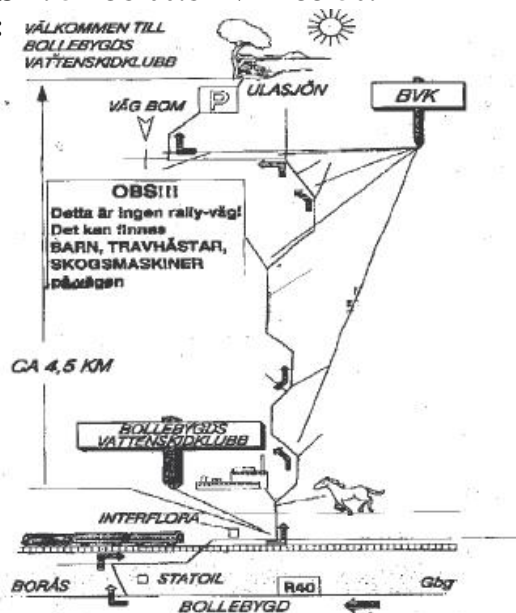 VÄLKOMMEN TILL
BOLLEBYGDS
VATTENSKIDKLUBB
ULASJÖN
P
BVK
VÄG BOM
OBS!!!
Detta är ingen rally-väg!
Det kan finnas
BARN, TRAVHÄSTAR,
SKOGSMASKINER
på vägen
CA 4,5 KM
BOLLEBYGDS
VATTENSKIDKLUBB
INTERFLORA
STATOIL
BORÅS
R40
Gbg
BOLLEBYGD